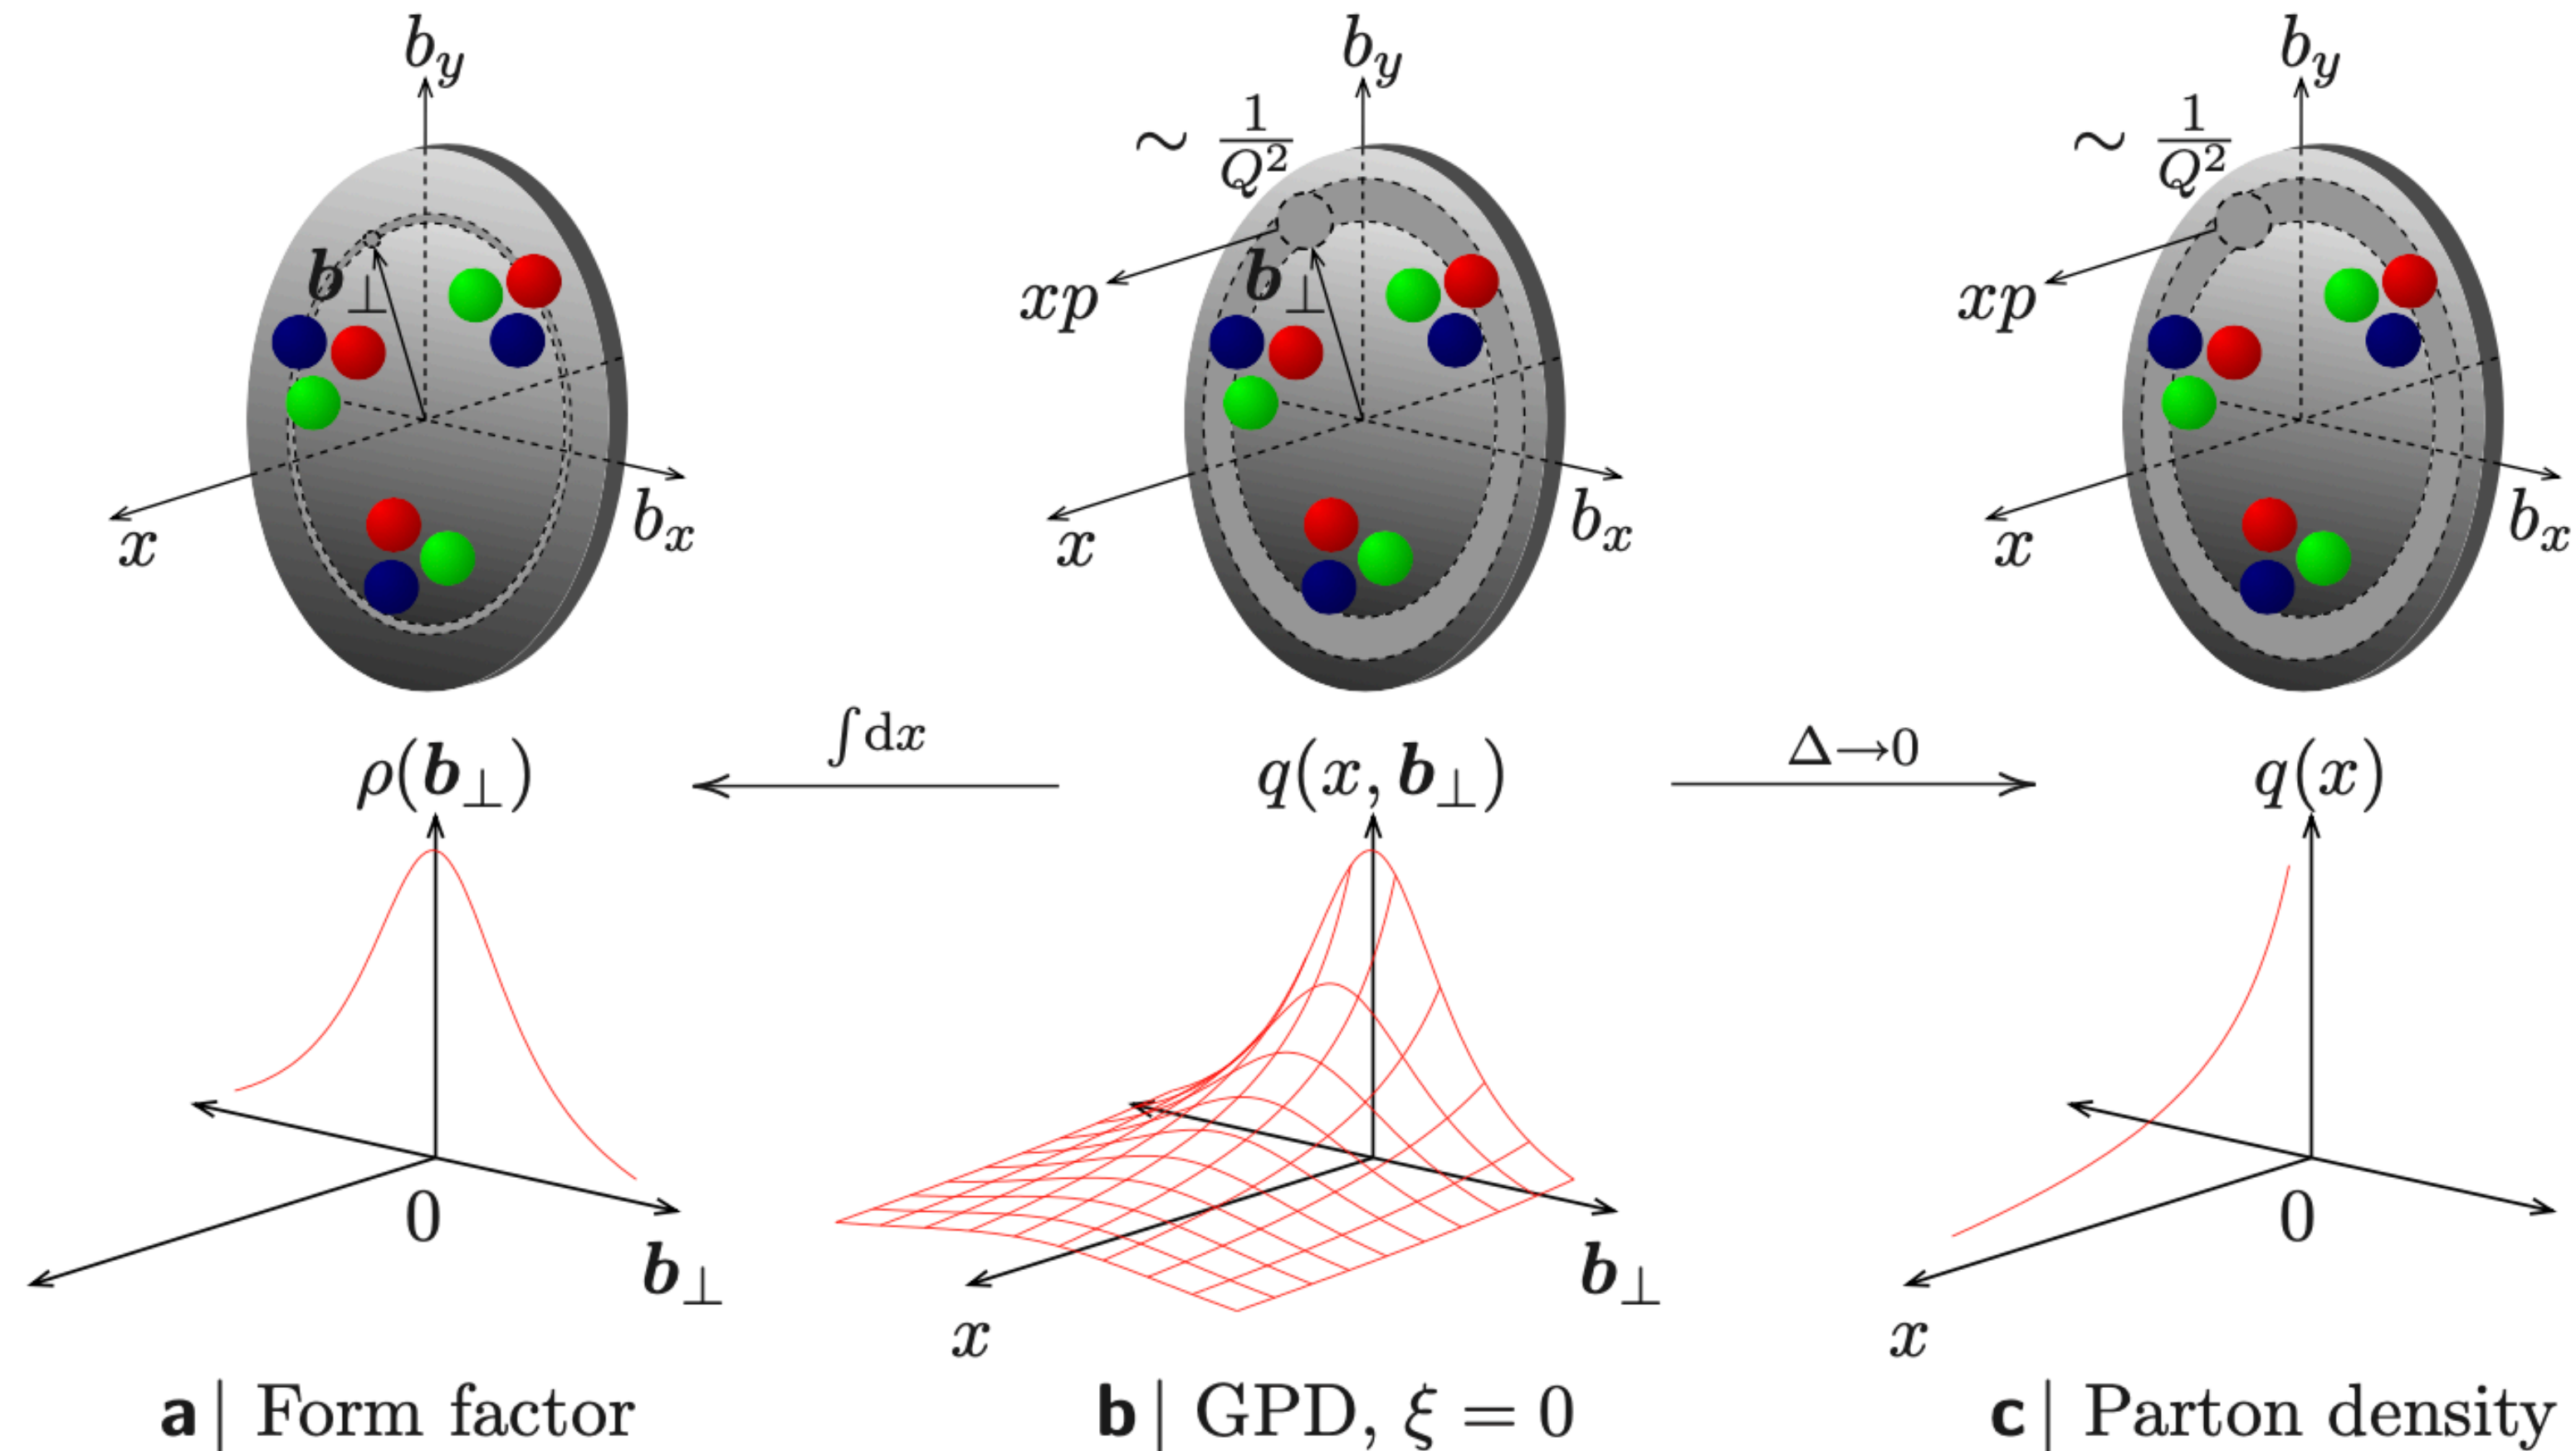 b_y
b_⊥
x
b_x
b_y
∼ 1/Q²
xp
b_⊥
x
b_x
b_y
∼ 1/Q²
xp
x
b_x
ρ(b_⊥)
∫dx
q(x, b_⊥)
Δ→0
q(x)
0
b_⊥
b_⊥
x
0
x
a| Form factor
b| GPD, ξ = 0
c| Parton density